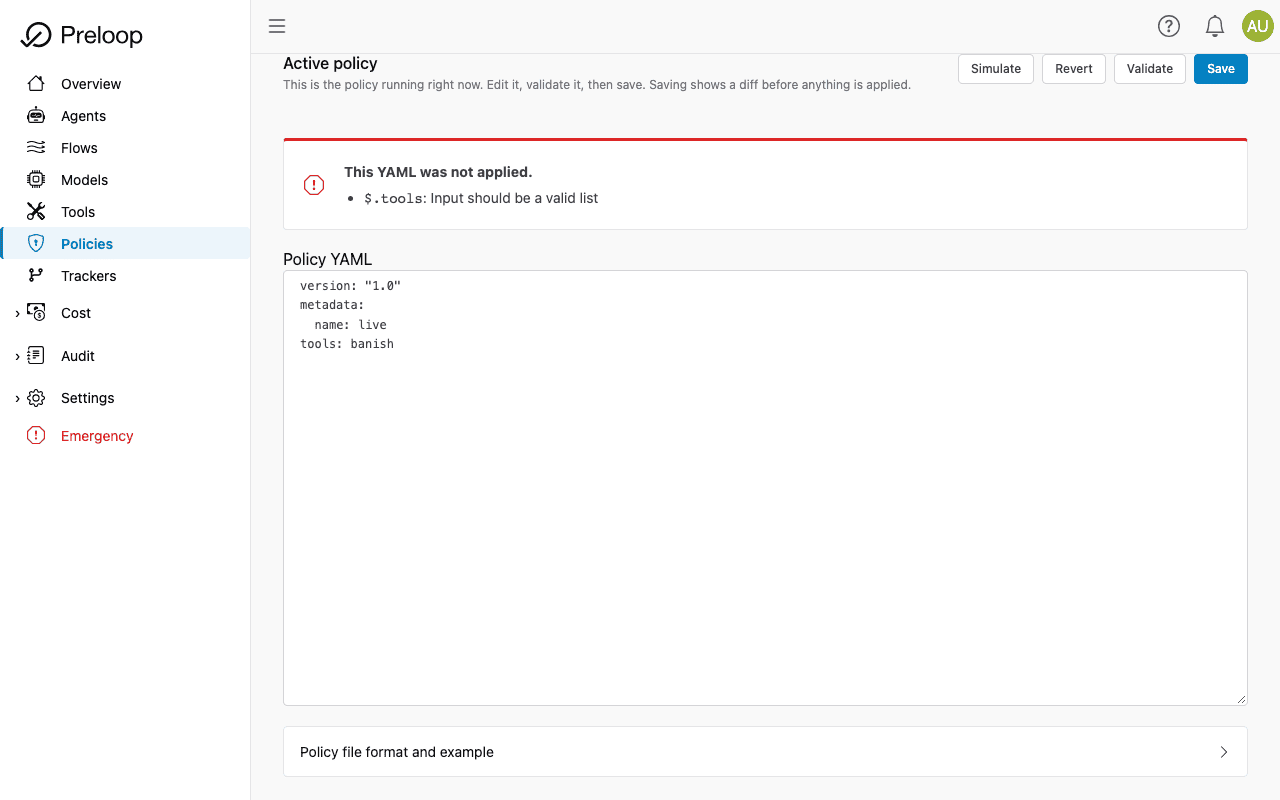 Preloop
AU
Overview
Agents
Flows
Models
Tools
Policies
Trackers
Cost
Audit
Settings
Emergency
Active policy
This is the policy running right now. Edit it, validate it, then save. Saving shows a diff before anything is applied.
Simulate
Revert
Validate
Save
This YAML was not applied.
• $.tools: Input should be a valid list
Policy YAML
version: "1.0"
metadata:
  name: live
tools: banish
Policy file format and example